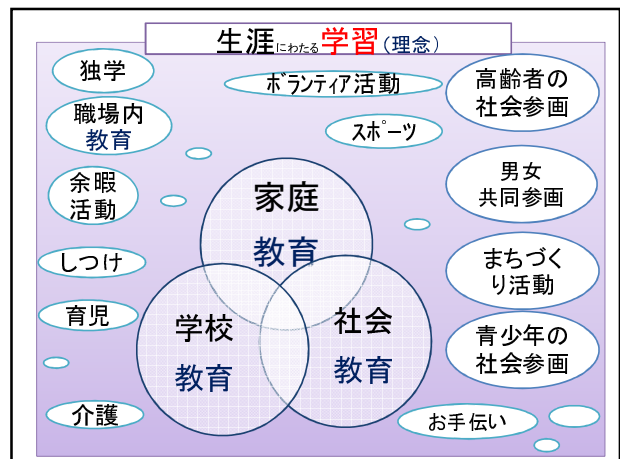 生涯にわたる学習(理念)
独学
ボランティア活動
高齢者の
社会参画
職場内
教育
スポーツ
余暇
活動
男女
共同参画
家庭
教育
しつけ
まちづく
り活動
育児
学校
教育
社会
教育
青少年の
社会参画
介護
お手伝い